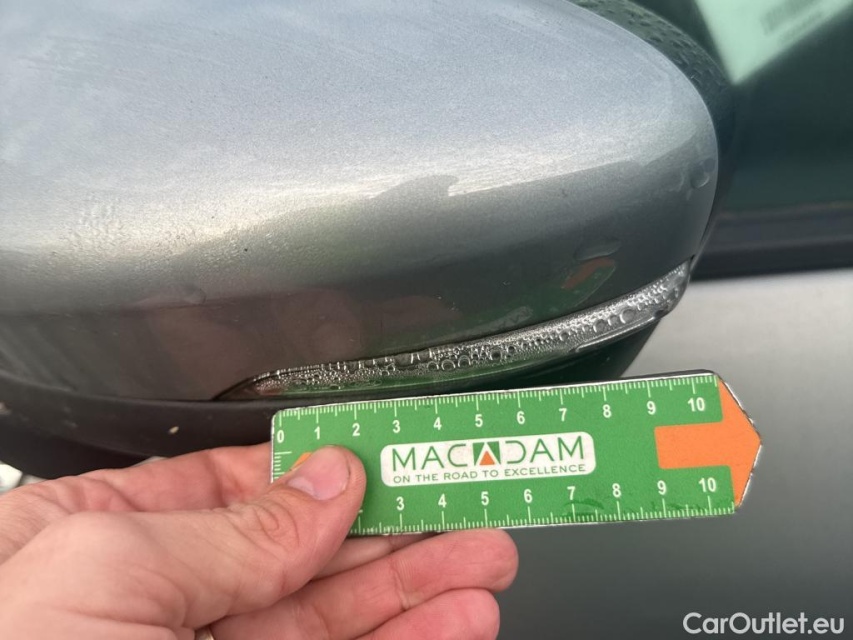 0 1 2 3 4 5 6 7 8 9 10
MACADAM
ON THE ROAD TO EXCELLENCE
3 4 5 6 7 8 9 10
CarOutlet.eu